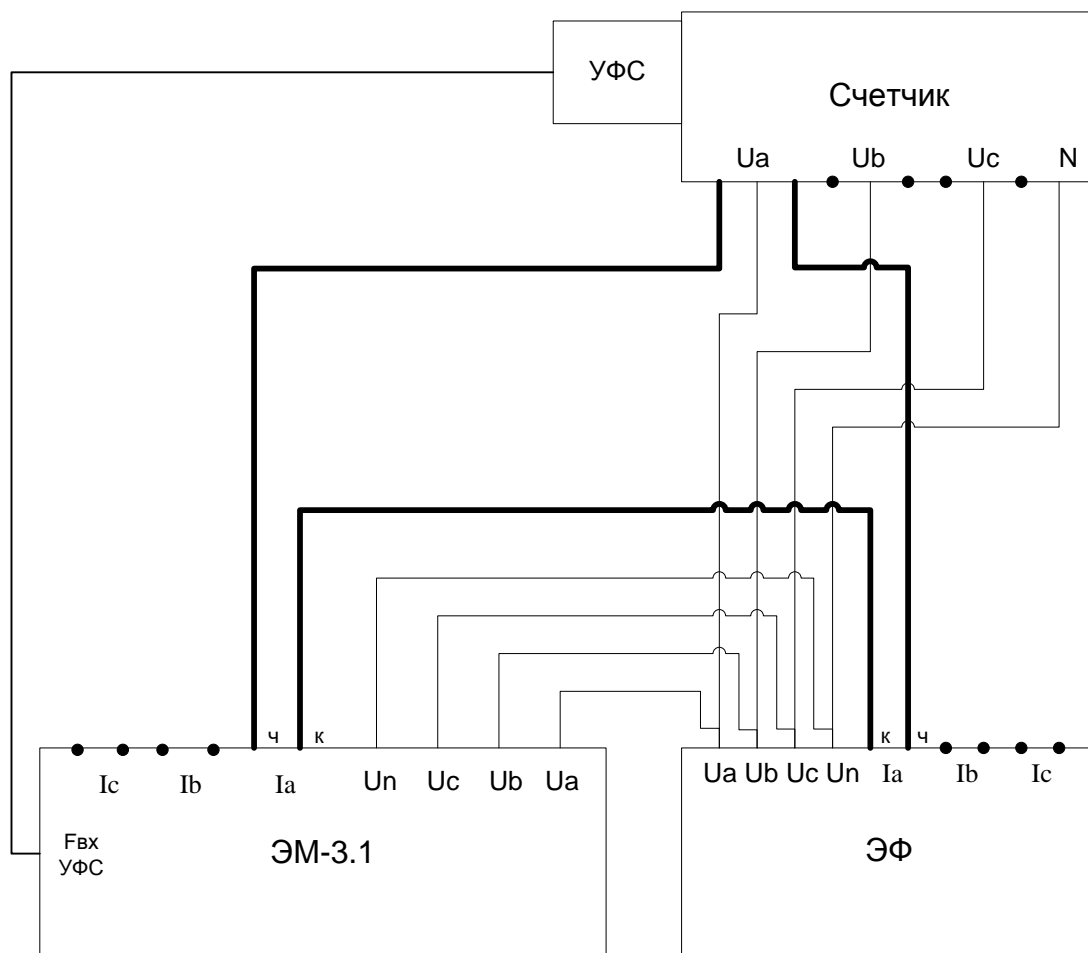 УФС
Счетчик
Ua Ub Uc N
ч к к ч
Ic Ib Ia Un Uc Ub Ua
Ua Ub Uc Un Ia Ib Ic
Fвх
УФС
ЭМ-3.1
ЭФ